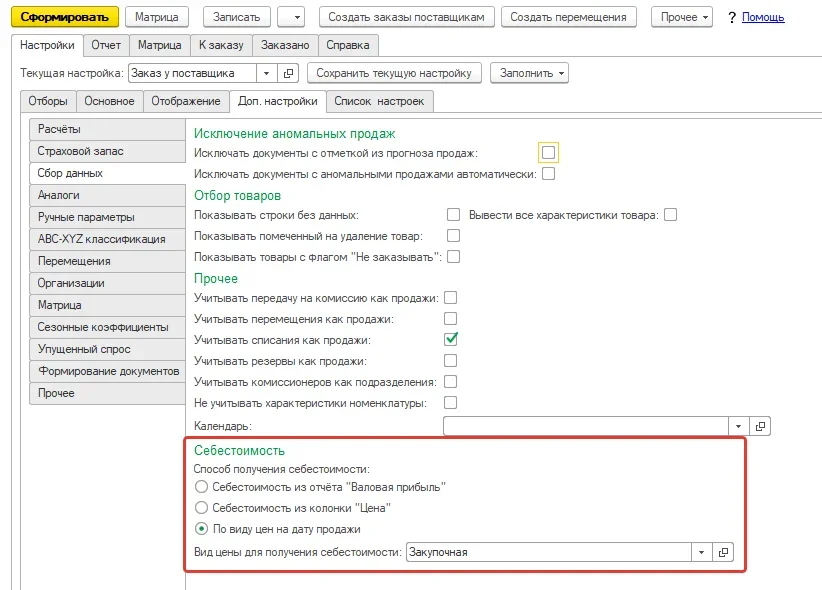 Сформировать Матрица Записать Создать заказы поставщикам Создать перемещения Прочее ? Помощь
Настройки Отчет Матрица К заказу Заказано Справка
Текущая настройка: Заказ у поставщика Сохранить текущую настройку Заполнить
Отборы Основное Отображение Доп. настройки Список настроек
Расчёты
Страховой запас
Сбор данных
Аналоги
Ручные параметры
ABC-XYZ классификация
Перемещения
Организации
Матрица
Сезонные коэффициенты
Упущенный спрос
Формирование документов
Прочее
Исключение аномальных продаж
Исключать документы с отметкой из прогноза продаж:
Исключать документы с аномальными продажами автоматически:
Отбор товаров
Показывать строки без данных: Вывести все характеристики товара:
Показывать помеченный на удаление товар:
Показывать товары с флагом "Не заказывать":
Прочее
Учитывать передачу на комиссию как продажи:
Учитывать перемещения как продажи:
Учитывать списания как продажи:
Учитывать резервы как продажи:
Учитывать комиссионеров как подразделения:
Не учитывать характеристики номенклатуры:
Календарь:
Себестоимость
Способ получения себестоимости:
Себестоимость из отчёта "Валовая прибыль"
Себестоимость из колонки "Цена"
По виду цен на дату продажи
Вид цены для получения себестоимости: Закупочная